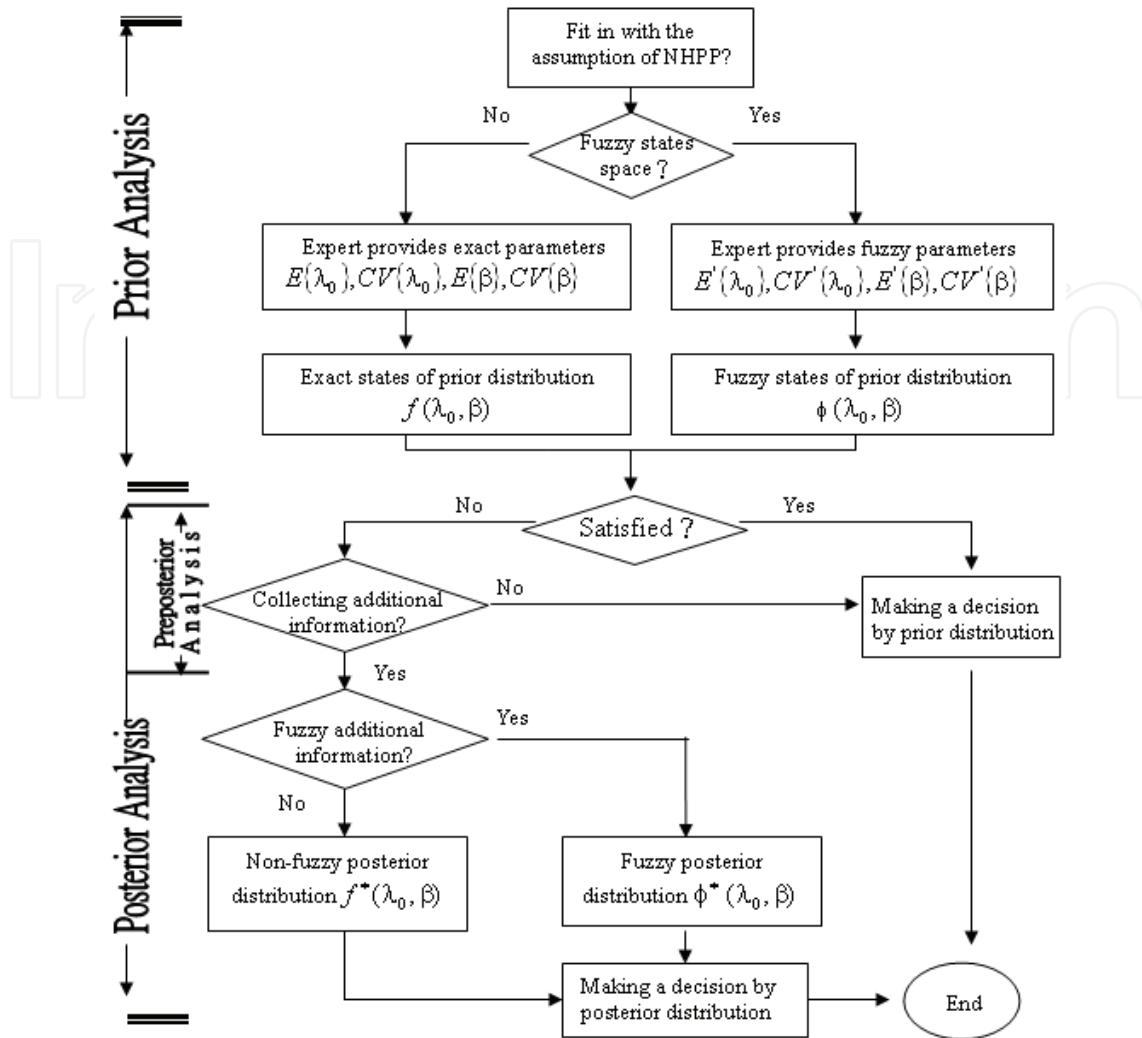 Fit in with the
assumption of NHPP?
No
Yes
Fuzzy states
space ?
Expert provides exact parameters
E{λ₀}, CV{λ₀}, E{β}, CV{β}
Expert provides fuzzy parameters
E'{λ₀}, CV'{λ₀}, E'{β}, CV'{β}
Exact states of prior distribution
f (λ₀, β)
Fuzzy states of prior distribution
ϕ (λ₀, β)
Prior Analysis
No
Yes
Satisfied ?
Preposterior
Analysis
Collecting additional
information?
No
Making a decision
by prior distribution
Yes
Fuzzy additional
information?
Yes
No
Posterior Analysis
Non-fuzzy posterior
distribution f*(λ₀, β)
Fuzzy posterior
distribution ϕ* (λ₀, β)
Making a decision by
posterior distribution
End